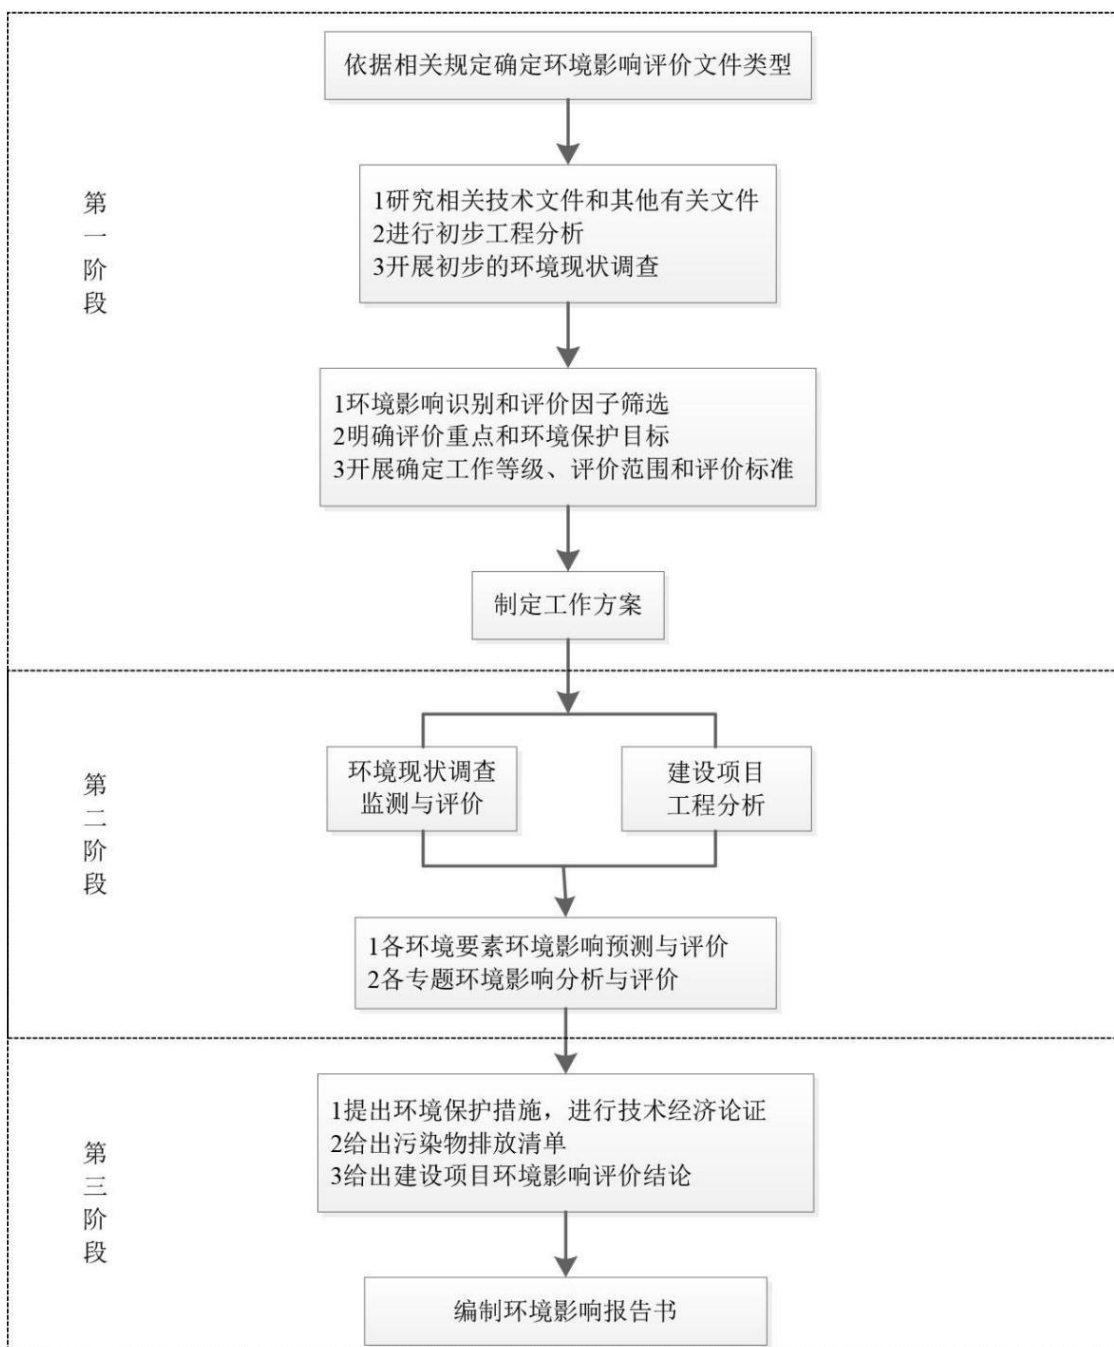 依据相关规定确定环境影响评价文件类型
第一阶段
1研究相关技术文件和其他有关文件
2进行初步工程分析
3开展初步的环境现状调查
1环境影响识别和评价因子筛选
2明确评价重点和环境保护目标
3开展确定工作等级、评价范围和评价标准
制定工作方案
第二阶段
环境现状调查
监测与评价
建设项目
工程分析
1各环境要素环境影响预测与评价
2各专题环境影响分析与评价
第三阶段
1提出环境保护措施，进行技术经济论证
2给出污染物排放清单
3给出建设项目环境影响评价结论
编制环境影响报告书